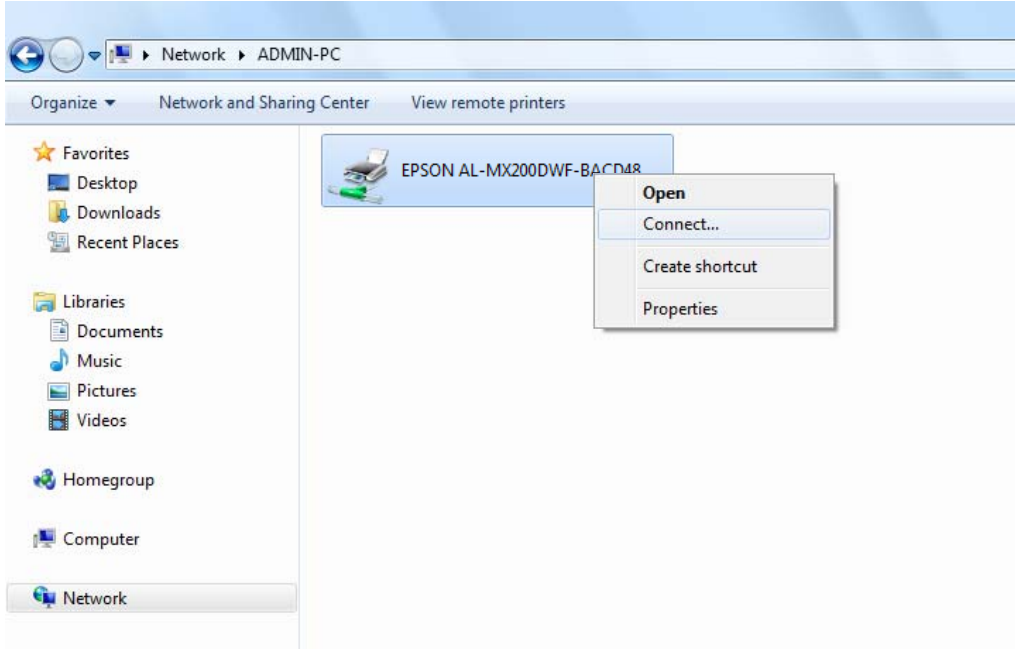 Network ADMIN-PC
Organize Network and Sharing Center View remote printers
Favorites
Desktop
Downloads
Recent Places
Libraries
Documents
Music
Pictures
Videos
Homegroup
Computer
Network
EPSON AL-MX200DWF-BACD48
Open
Connect...
Create shortcut
Properties